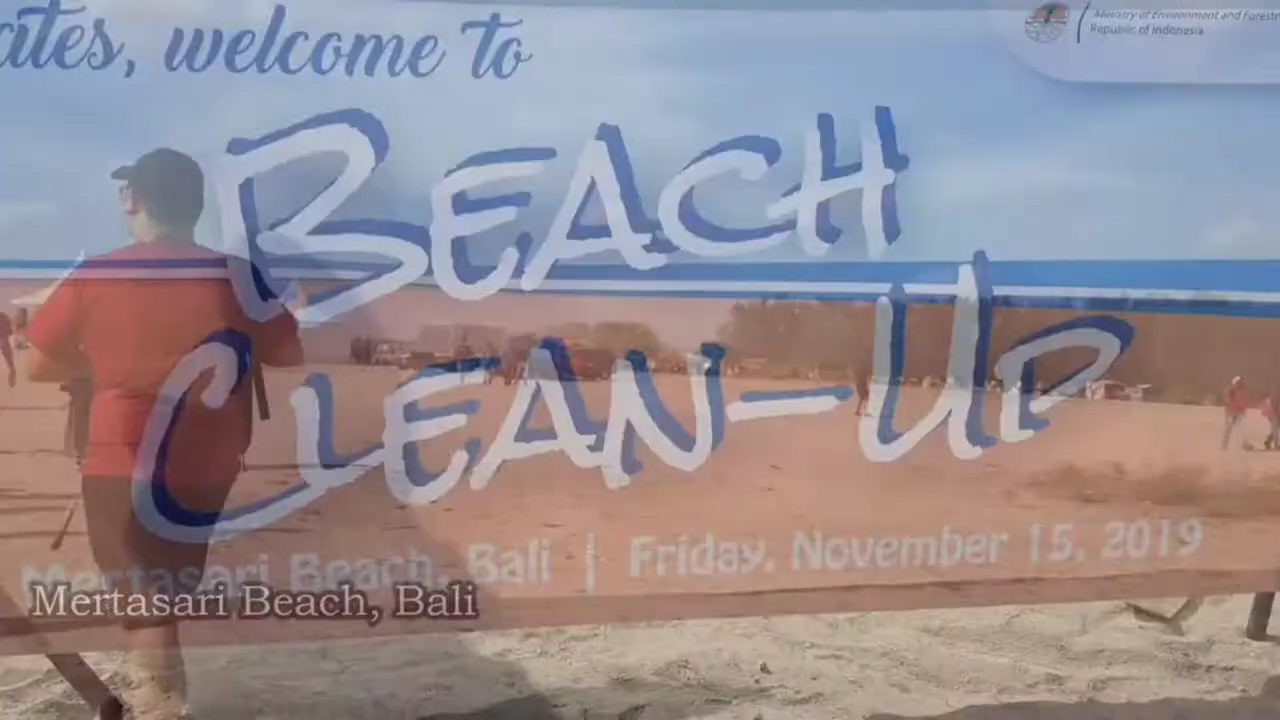 ates, welcome to
Ministry of Environment and Forestr
Republic of Indonesia
BEACH
CLEAN-UP
Mertasari Beach, Bali | Friday, November 15, 2019
Mertasari Beach, Bali